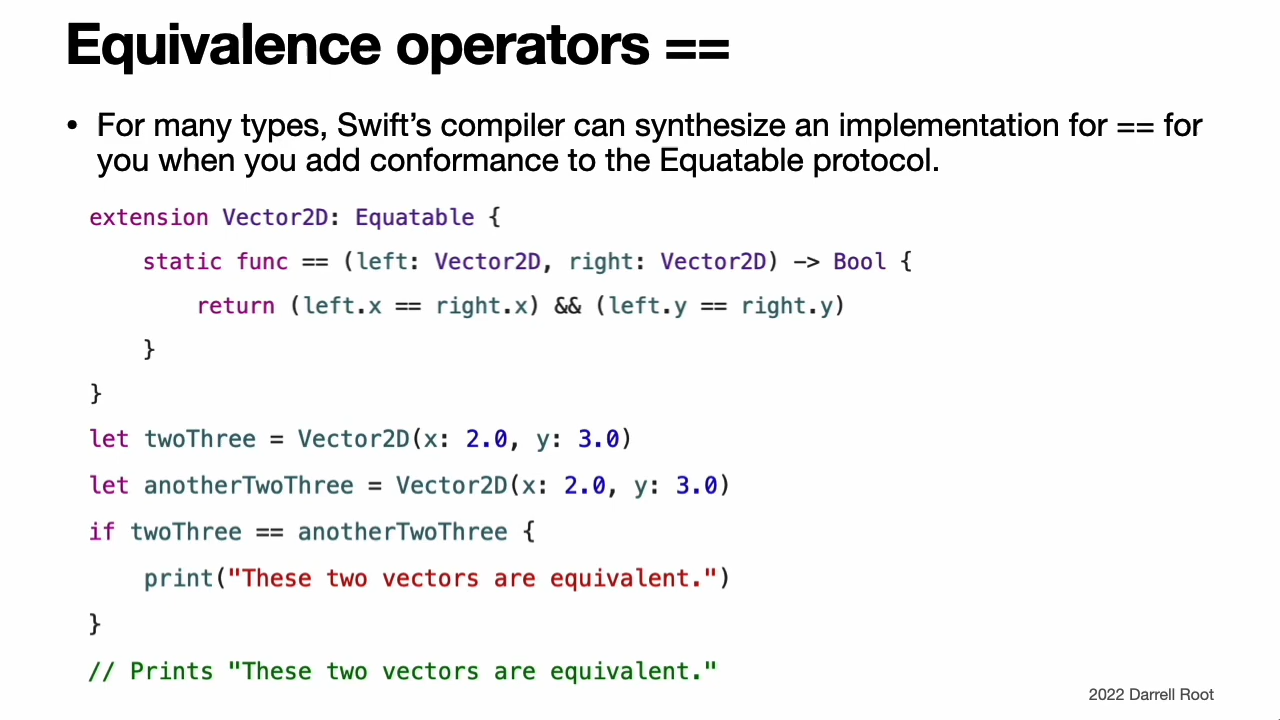 Equivalence operators ==
• For many types, Swift’s compiler can synthesize an implementation for == for
you when you add conformance to the Equatable protocol.
extension Vector2D: Equatable {
    static func == (left: Vector2D, right: Vector2D) -> Bool {
        return (left.x == right.x) && (left.y == right.y)
    }
}
let twoThree = Vector2D(x: 2.0, y: 3.0)
let anotherTwoThree = Vector2D(x: 2.0, y: 3.0)
if twoThree == anotherTwoThree {
    print("These two vectors are equivalent.")
}
// Prints "These two vectors are equivalent."
2022 Darrell Root